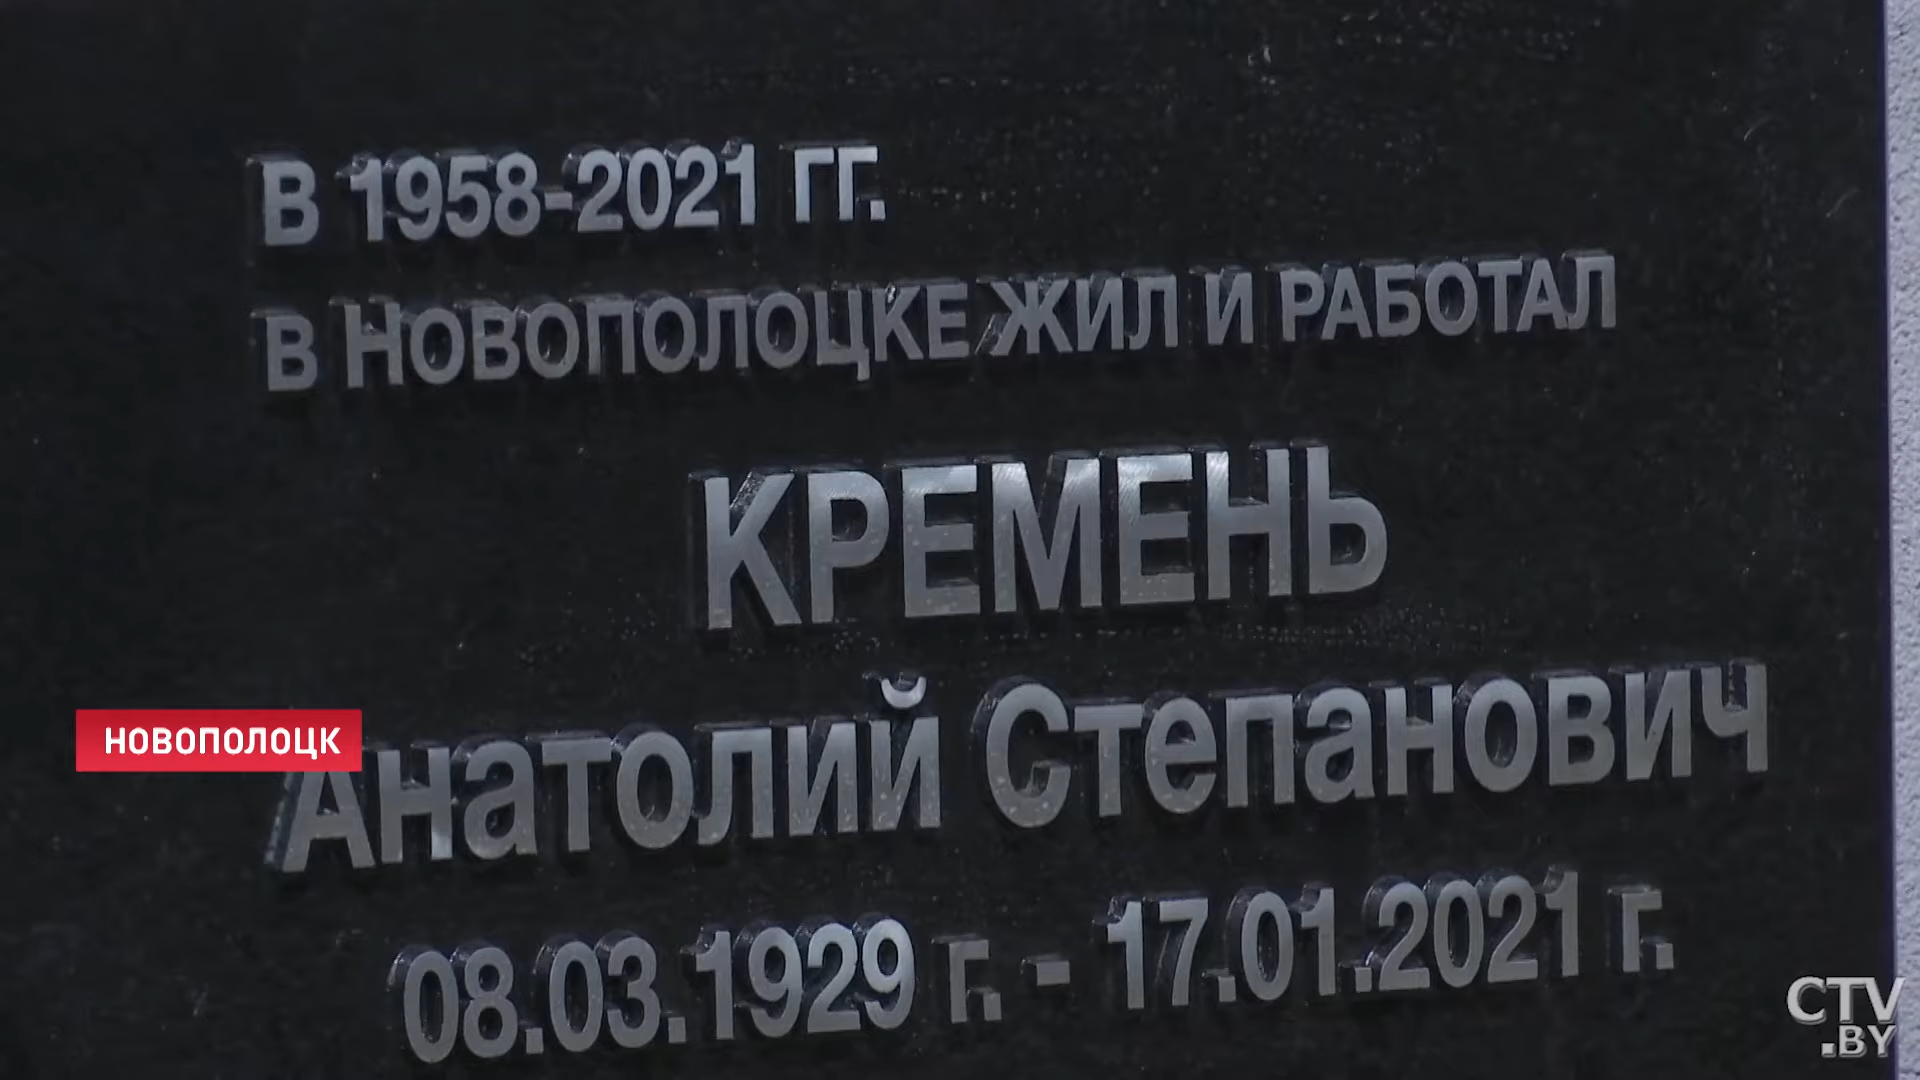 В 1958-2021 ГГ.
В НОВОПОЛОЦКЕ ЖИЛ И РАБОТАЛ
КРЕМЕНЬ
Анатолий Степанович
08.03.1929 г. - 17.01.2021 г.
НОВОПОЛОЦК
CTV
.BY